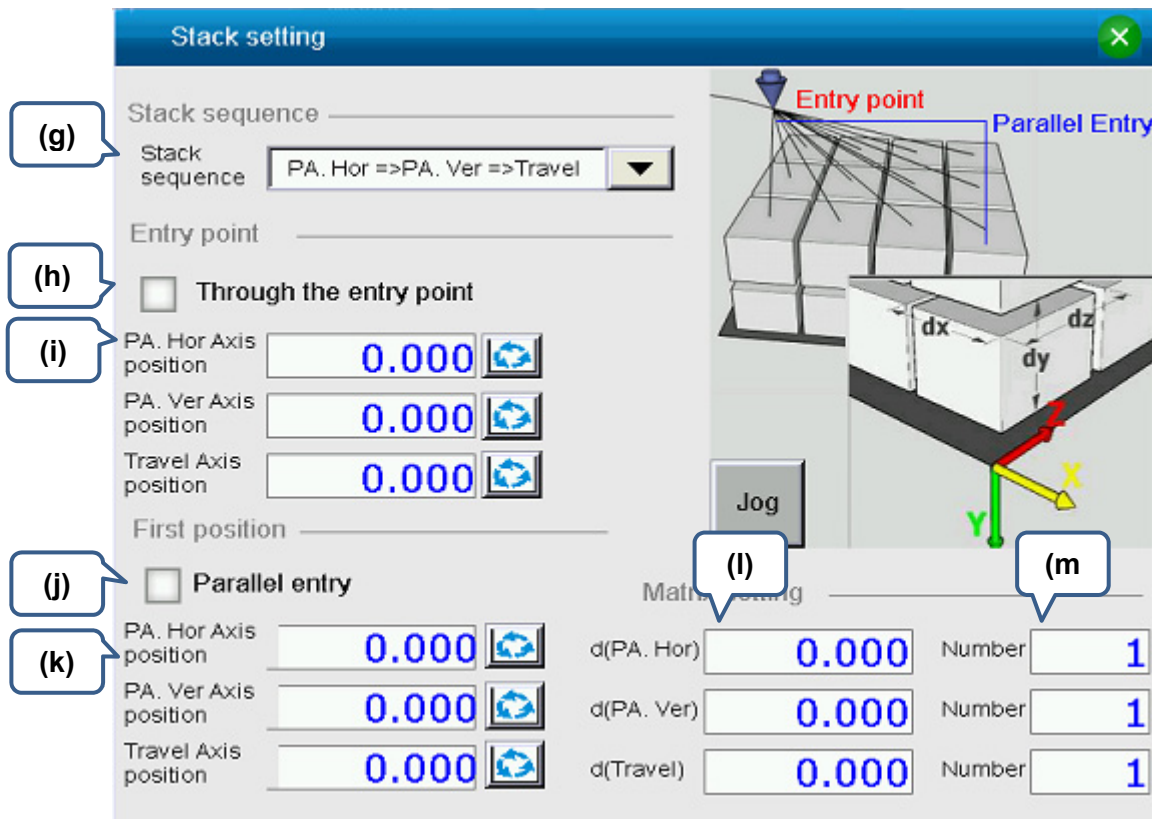 Stack setting
(g)
Stack sequence
Stack
sequence
PA. Hor =>PA. Ver =>Travel
Entry point
Parallel Entry
Entry point
(h)
Through the entry point
(i)
PA. Hor Axis
position
0.000
PA. Ver Axis
position
0.000
Travel Axis
position
0.000
dx
dz
dy
Z
X
Y
Jog
First position
(j)
Parallel entry
(k)
PA. Hor Axis
position
0.000
PA. Ver Axis
position
0.000
Travel Axis
position
0.000
(l)
(m
d(PA. Hor)
0.000
Number
1
d(PA. Ver)
0.000
Number
1
d(Travel)
0.000
Number
1